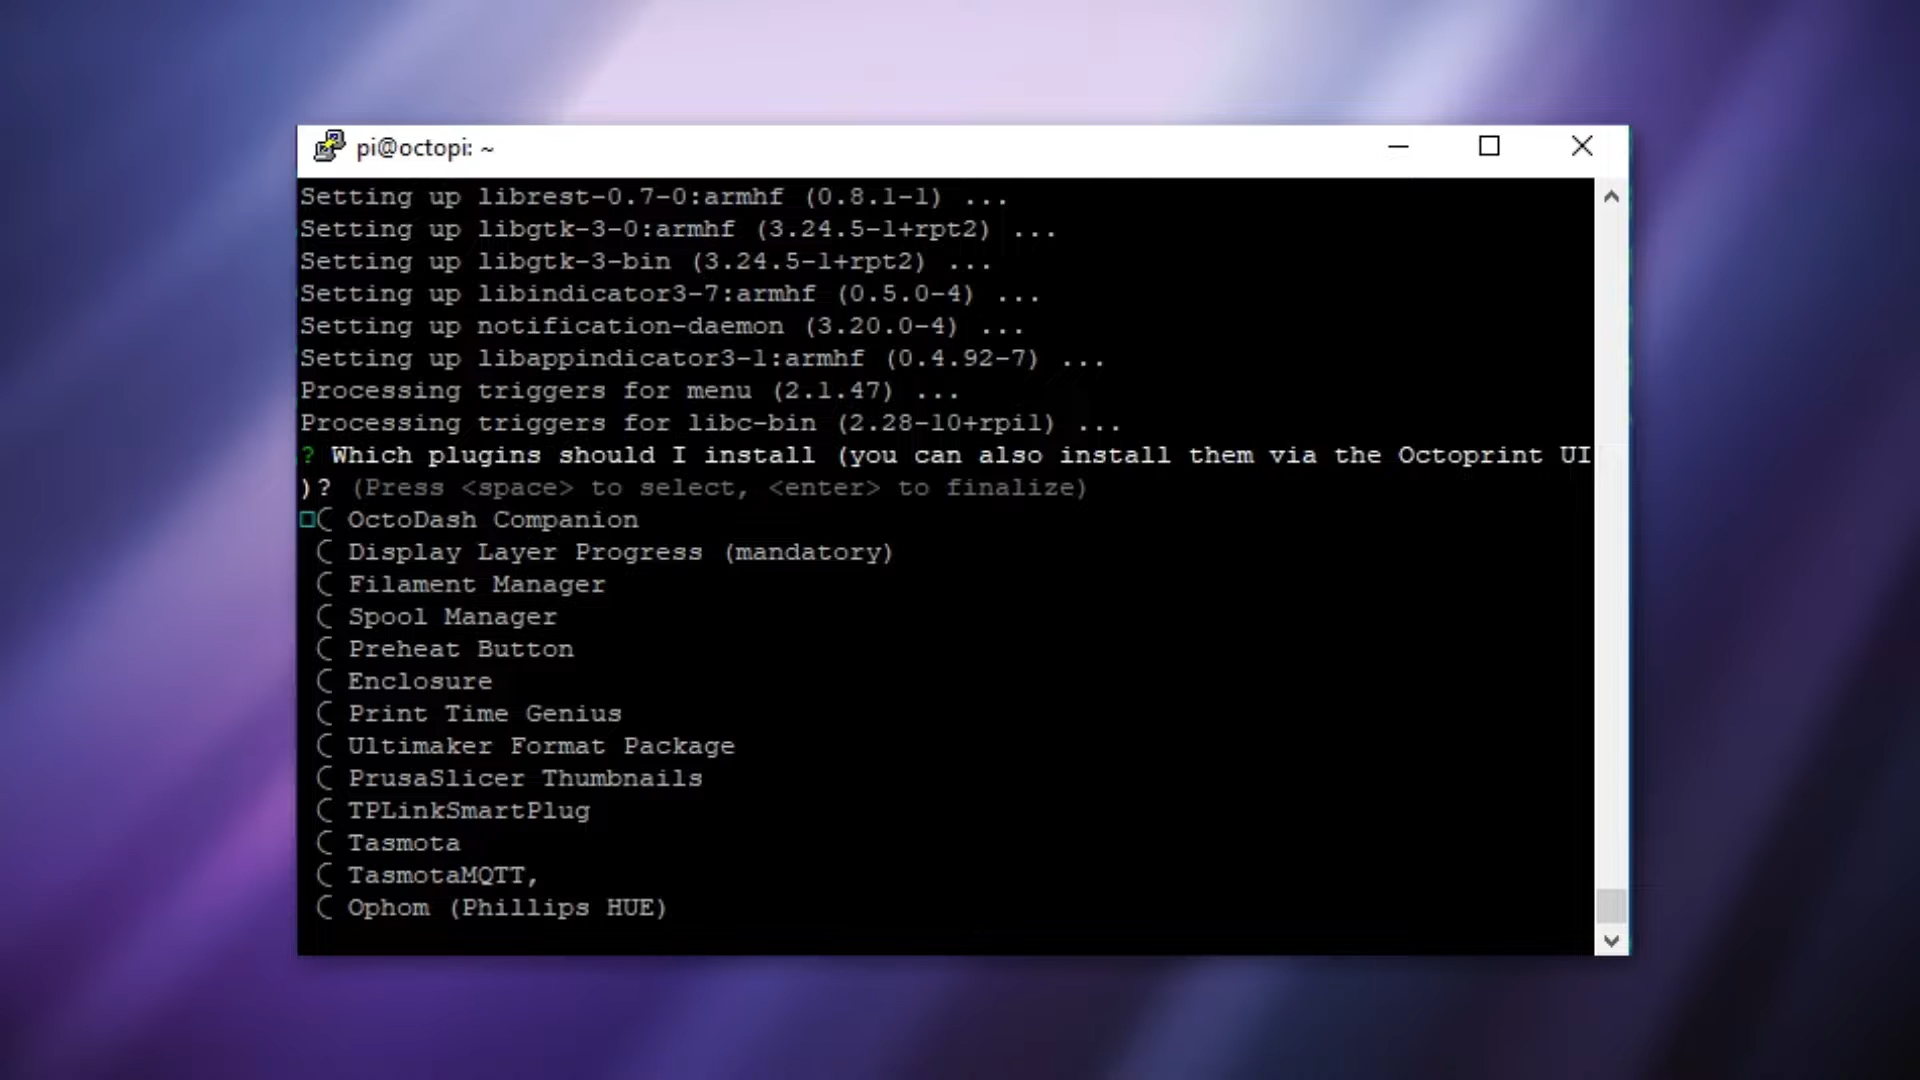 pi@octopi: ~
Setting up librest-0.7-0:armhf (0.8.1-1) ...
Setting up libgtk-3-0:armhf (3.24.5-1+rpt2) ...
Setting up libgtk-3-bin (3.24.5-1+rpt2) ...
Setting up libindicator3-7:armhf (0.5.0-4) ...
Setting up notification-daemon (3.20.0-4) ...
Setting up libappindicator3-1:armhf (0.4.92-7) ...
Processing triggers for menu (2.1.47) ...
Processing triggers for libc-bin (2.28-10+rpi1) ...
? Which plugins should I install (you can also install them via the Octoprint UI
)? (Press <space> to select, <enter> to finalize)
□( OctoDash Companion
( Display Layer Progress (mandatory)
( Filament Manager
( Spool Manager
( Preheat Button
( Enclosure
( Print Time Genius
( Ultimaker Format Package
( PrusaSlicer Thumbnails
( TPLinkSmartPlug
( Tasmota
( TasmotaMQTT,
( Ophom (Phillips HUE)